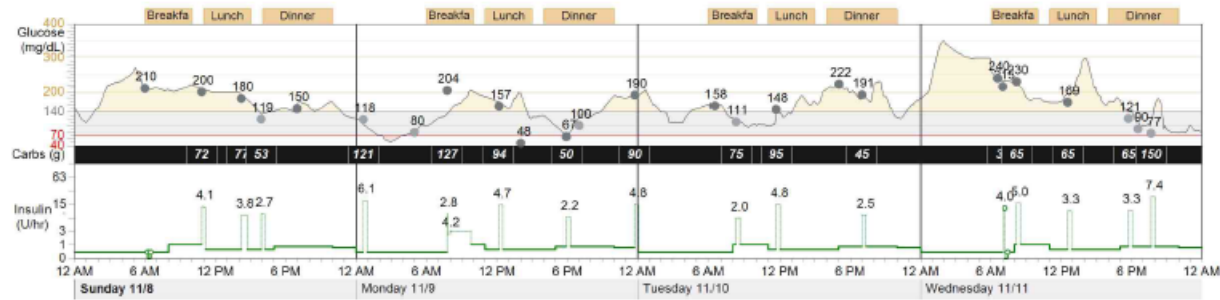 Breakfa Lunch Dinner Breakfa Lunch Dinner Breakfa Lunch Dinner Breakfa Lunch Dinner
400
Glucose
(mg/dL)
300
200
140
70
40
210 200 180 119 150 118 80 204 157 48 67 100 190 158 111 148 222 191 240 230 169 121 90 77
Carbs (g) 72 77 53 121 127 94 50 90 75 95 45 3 65 65 65 150
63
15
Insulin
(U/hr)
3
1
0
4.1 3.8 2.7 6.1 2.8 4.2 4.7 2.2 4.8 2.0 4.8 2.5 4.0 6.0 3.3 3.3 7.4
12 AM 6 AM 12 PM 6 PM 12 AM 6 AM 12 PM 6 PM 12 AM 6 AM 12 PM 6 PM 12 AM 6 AM 12 PM 6 PM 12 AM
Sunday 11/8 Monday 11/9 Tuesday 11/10 Wednesday 11/11